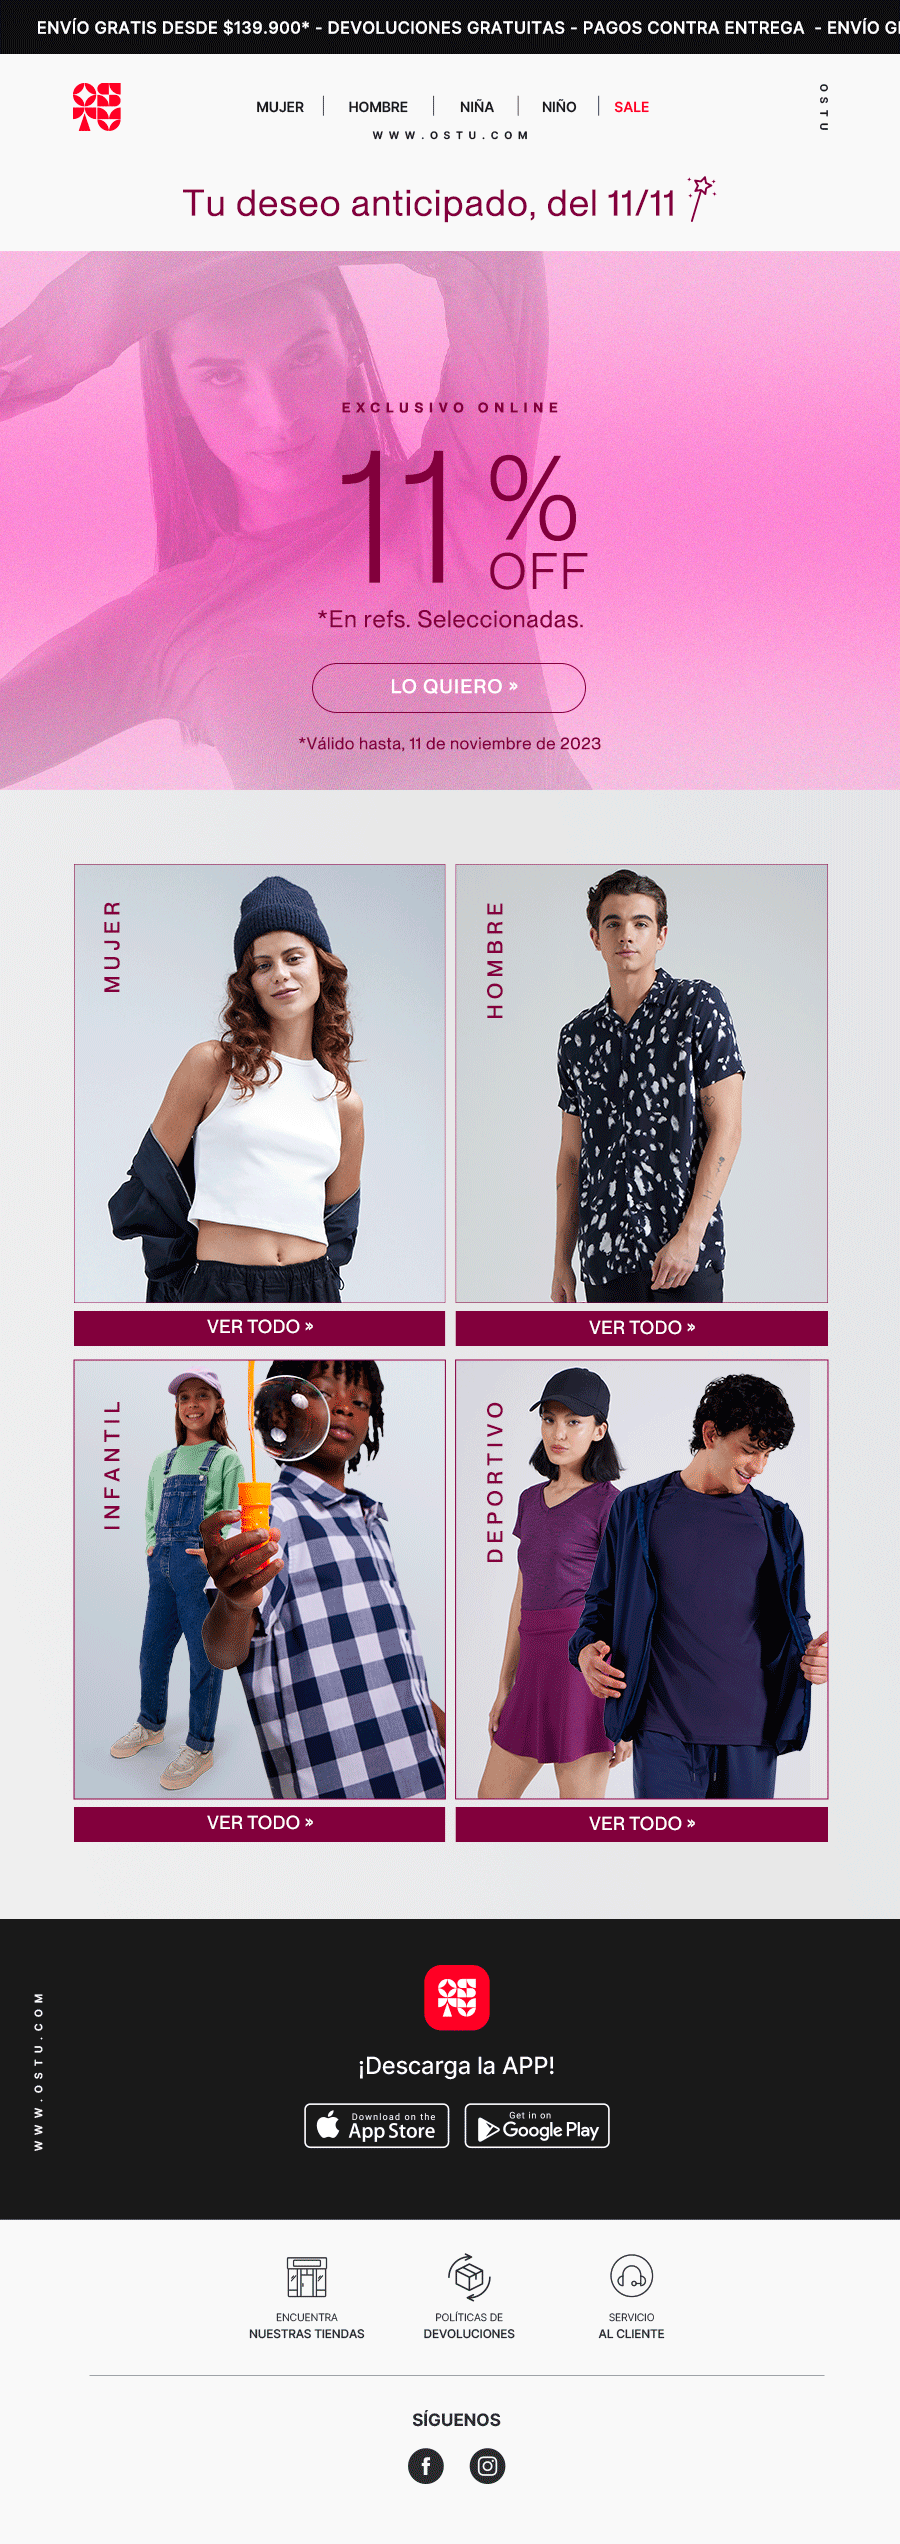 ENVÍO GRATIS DESDE $139.900* - DEVOLUCIONES GRATUITAS - PAGOS CONTRA ENTREGA - ENVÍO
OSTU
MUJER | HOMBRE | NIÑA | NIÑO | SALE
WWW.OSTU.COM
OSTU
Tu deseo anticipado, del 11/11
EXCLUSIVO ONLINE
11%
OFF
*En refs. Seleccionadas.
LO QUIERO »
*Válido hasta, 11 de noviembre de 2023
MUJER
HOMBRE
VER TODO »
VER TODO »
INFANTIL
DEPORTIVO
VER TODO »
VER TODO »
WWW.OSTU.COM
OSTU
¡Descarga la APP!
Download on the
App Store
Get in on
Google Play
ENCUENTRA
NUESTRAS TIENDAS
POLÍTICAS DE
DEVOLUCIONES
SERVICIO
AL CLIENTE
SÍGUENOS